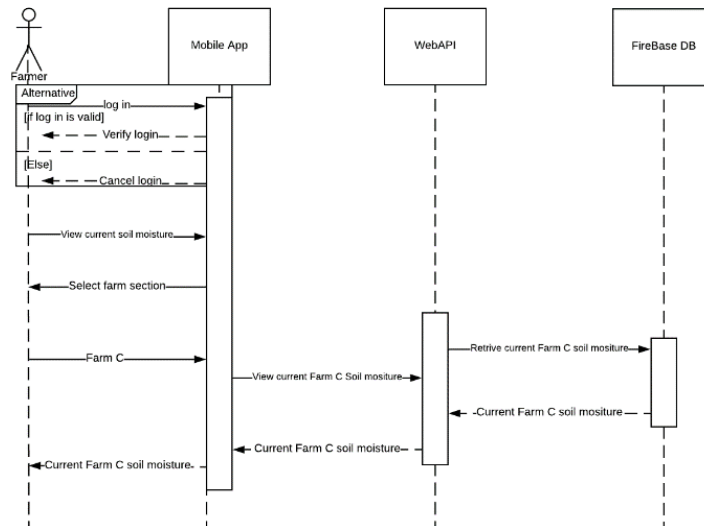 Mobile App
WebAPI
FireBase DB
Farmer
Alternative
log in
[if log in is valid]
Verify login
[Else]
Cancel login
View current soil moisture
Select farm section
Farm C
Retrive current Farm C soil mositure
View current Farm C Soil mositure
Current Farm C soil mositure
Current Farm C soil moisture
Current Farm C soil moisture